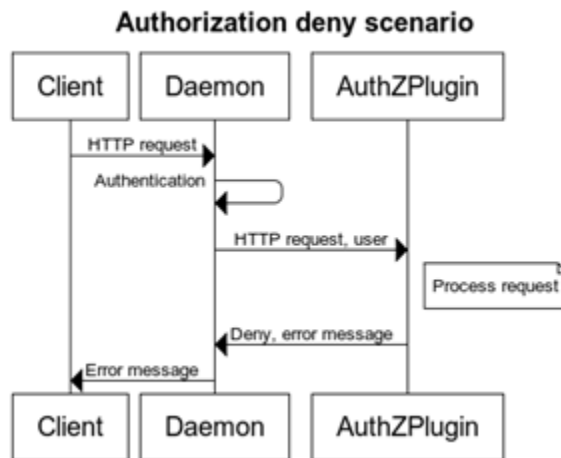 Authorization deny scenario
Client
Daemon
AuthZPlugin
HTTP request
Authentication
HTTP request, user
Process request
Deny, error message
Error message
Client
Daemon
AuthZPlugin